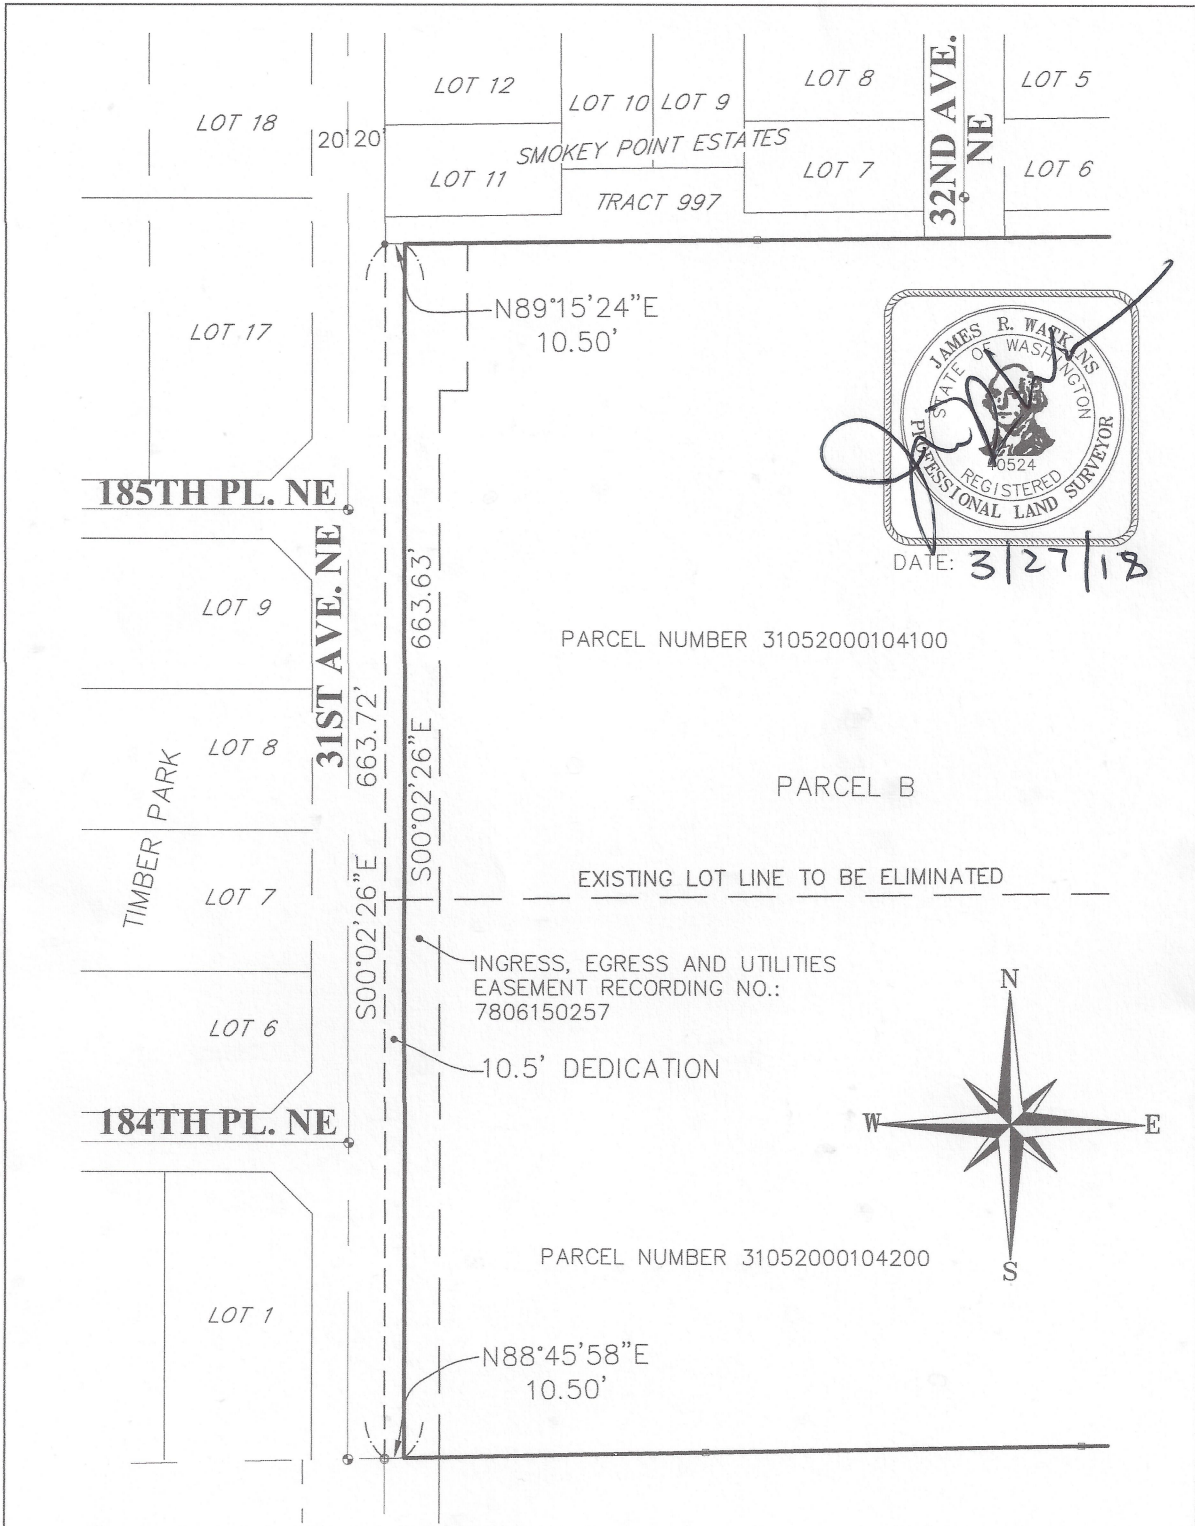 LOT 12
LOT 10
LOT 9
LOT 8
32ND AVE.
NE
LOT 5
LOT 18
20' 20'
SMOKEY POINT ESTATES
LOT 11
TRACT 997
LOT 7
LOT 6
N89°15'24"E
10.50'
LOT 17
JAMES R. WATKINS
STATE OF WASHINGTON
40524
REGISTERED
PROFESSIONAL LAND SURVEYOR
DATE: 3/27/18
185TH PL. NE
31ST AVE. NE
LOT 9
663.63'
S00°02'26"E
663.72'
S00°02'26"E
PARCEL NUMBER 31052000104100
LOT 8
TIMBER PARK
PARCEL B
LOT 7
EXISTING LOT LINE TO BE ELIMINATED
INGRESS, EGRESS AND UTILITIES
EASEMENT RECORDING NO.:
7806150257
LOT 6
10.5' DEDICATION
N
W
E
S
184TH PL. NE
PARCEL NUMBER 31052000104200
LOT 1
N88°45'58"E
10.50'